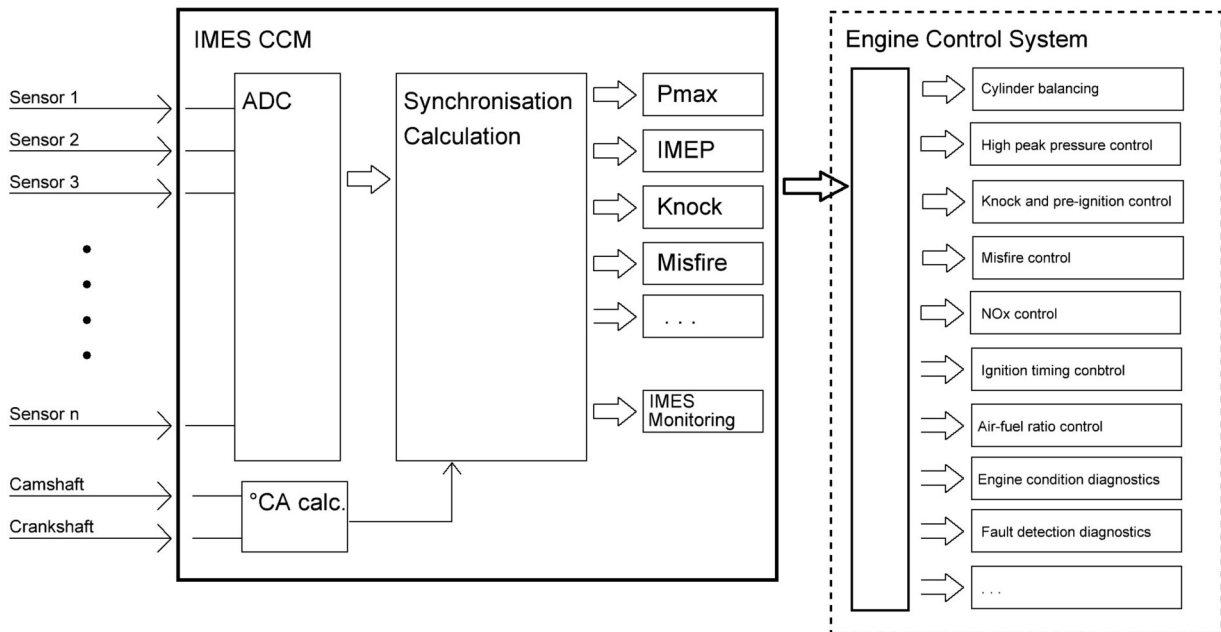 IMES CCM
Sensor 1
Sensor 2
Sensor 3
Sensor n
Camshaft
Crankshaft
ADC
°CA calc.
Synchronisation
Calculation
Pmax
IMEP
Knock
Misfire
. . .
IMES
Monitoring
Engine Control System
Cylinder balancing
High peak pressure control
Knock and pre-ignition control
Misfire control
NOx control
Ignition timing conbtrol
Air-fuel ratio control
Engine condition diagnostics
Fault detection diagnostics
. . .